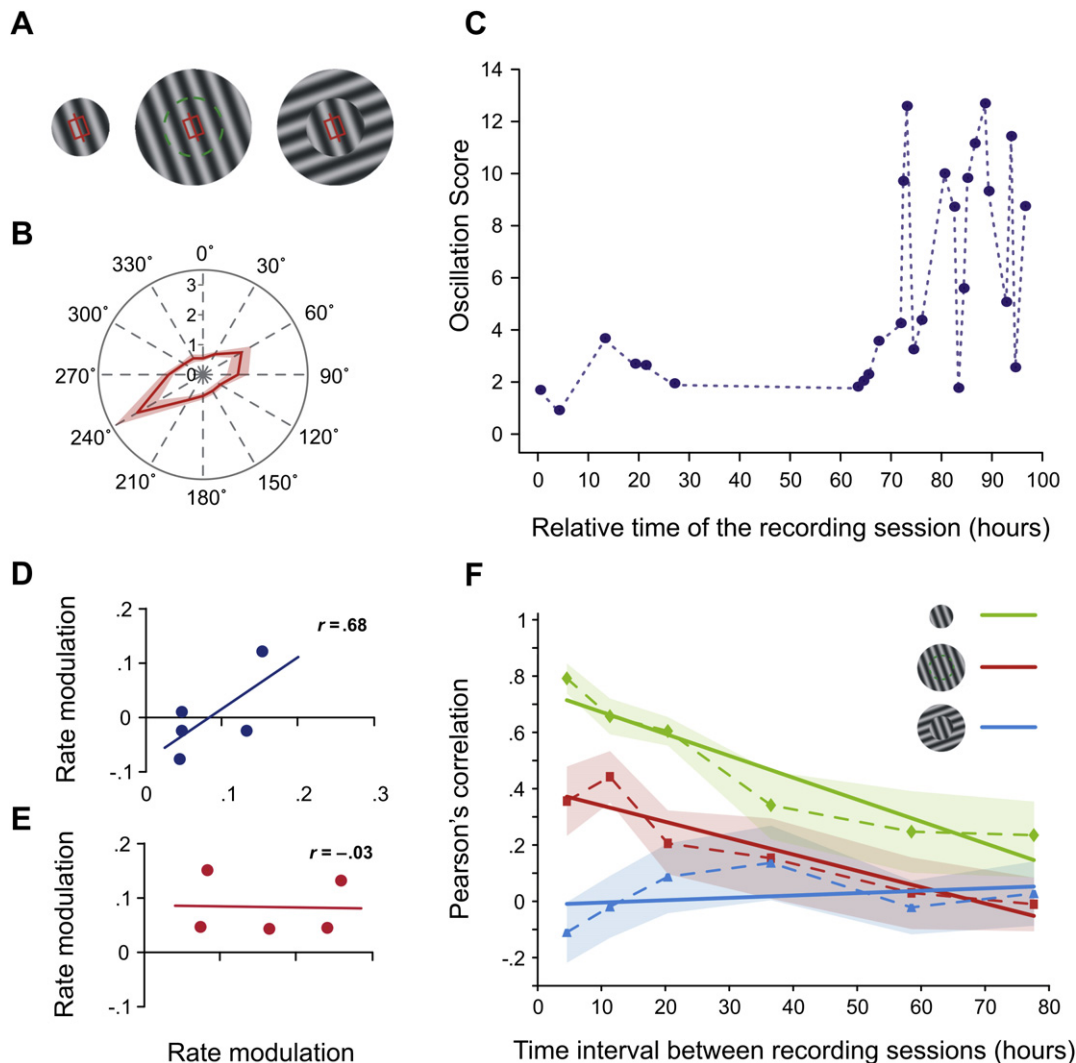 A
B
0°
30°
60°
90°
120°
150°
180°
210°
240°
270°
300°
330°
3
2
1
0
C
14
12
10
8
6
4
2
0
Oscillation Score
0 10 20 30 40 50 60 70 80 90 100
Relative time of the recording session (hours)
D
.2
.1
0
-.1
Rate modulation
r = .68
0 .1 .2 .3
E
.2
.1
0
-.1
Rate modulation
r = –.03
Rate modulation
F
1
.8
.6
.4
.2
0
-.2
Pearson's correlation
0 10 20 30 40 50 60 70 80
Time interval between recording sessions (hours)